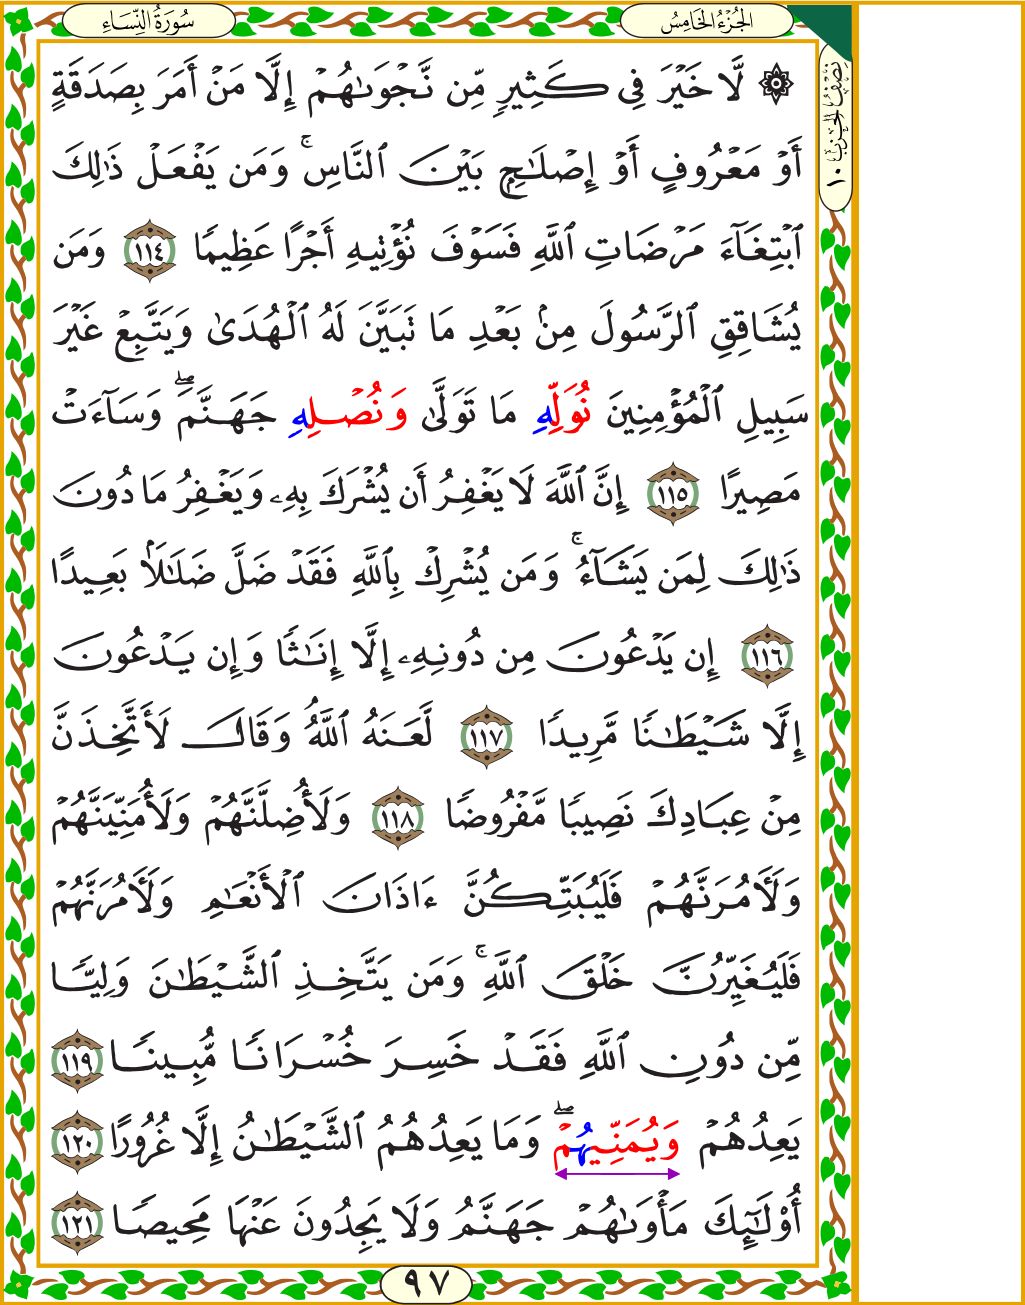 سُورَةُ النِّسَاءِ
الجُزْءُ الخَامِسُ
نِصْفُ الحِزْبِ ١٠
۞ لَّا خَيْرَ فِي كَثِيرٍ مِّن نَّجْوَىٰهُمْ إِلَّا مَنْ أَمَرَ بِصَدَقَةٍ
أَوْ مَعْرُوفٍ أَوْ إِصْلَـٰحٍ بَيْنَ ٱلنَّاسِ ۚ وَمَن يَفْعَلْ ذَٰلِكَ
ٱبْتِغَآءَ مَرْضَاتِ ٱللَّهِ فَسَوْفَ نُؤْتِيهِ أَجْرًا عَظِيمًا ١١٤ وَمَن
يُشَاقِقِ ٱلرَّسُولَ مِنۢ بَعْدِ مَا تَبَيَّنَ لَهُ ٱلْهُدَىٰ وَيَتَّبِعْ غَيْرَ
سَبِيلِ ٱلْمُؤْمِنِينَ نُوَلِّهِ مَا تَوَلَّىٰ وَنُصْلِهِ جَهَنَّمَ ۖ وَسَآءَتْ
مَصِيرًا ١١٥ إِنَّ ٱللَّهَ لَا يَغْفِرُ أَن يُشْرَكَ بِهِۦ وَيَغْفِرُ مَا دُونَ
ذَٰلِكَ لِمَن يَشَآءُ ۚ وَمَن يُشْرِكْ بِٱللَّهِ فَقَدْ ضَلَّ ضَلَـٰلًۢا بَعِيدًا
١١٦ إِن يَدْعُونَ مِن دُونِهِۦ إِلَّا إِنَـٰثًا وَإِن يَدْعُونَ
إِلَّا شَيْطَـٰنًا مَّرِيدًا ١١٧ لَّعَنَهُ ٱللَّهُ وَقَالَ لَأَتَّخِذَنَّ
مِنْ عِبَادِكَ نَصِيبًا مَّفْرُوضًا ١١٨ وَلَأُضِلَّنَّهُمْ وَلَأُمَنِّيَنَّهُمْ
وَلَـَٔامُرَنَّهُمْ فَلَيُبَتِّكُنَّ ءَاذَانَ ٱلْأَنْعَـٰمِ وَلَـَٔامُرَنَّهُمْ
فَلَيُغَيِّرُنَّ خَلْقَ ٱللَّهِ ۚ وَمَن يَتَّخِذِ ٱلشَّيْطَـٰنَ وَلِيًّا
مِّن دُونِ ٱللَّهِ فَقَدْ خَسِرَ خُسْرَانًا مُّبِينًا ١١٩
يَعِدُهُمْ وَيُمَنِّيهُمْ ۖ وَمَا يَعِدُهُمُ ٱلشَّيْطَـٰنُ إِلَّا غُرُورًا ١٢٠
أُوْلَـٰٓئِكَ مَأْوَىٰهُمْ جَهَنَّمُ وَلَا يَجِدُونَ عَنْهَا مَحِيصًا ١٢١
٩٧